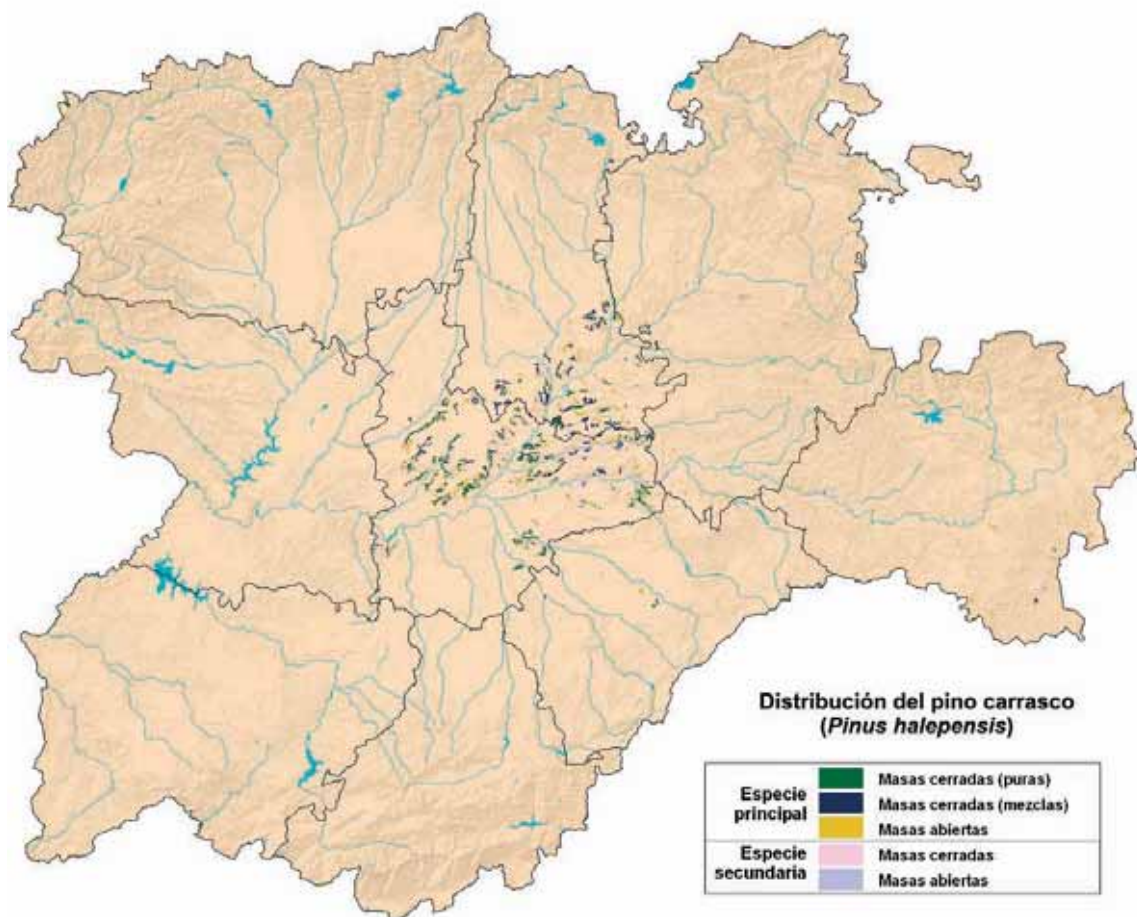 Distribución del pino carrasco
(Pinus halepensis)
Especie principal
Masas cerradas (puras)
Masas cerradas (mezclas)
Masas abiertas
Especie secundaria
Masas cerradas
Masas abiertas